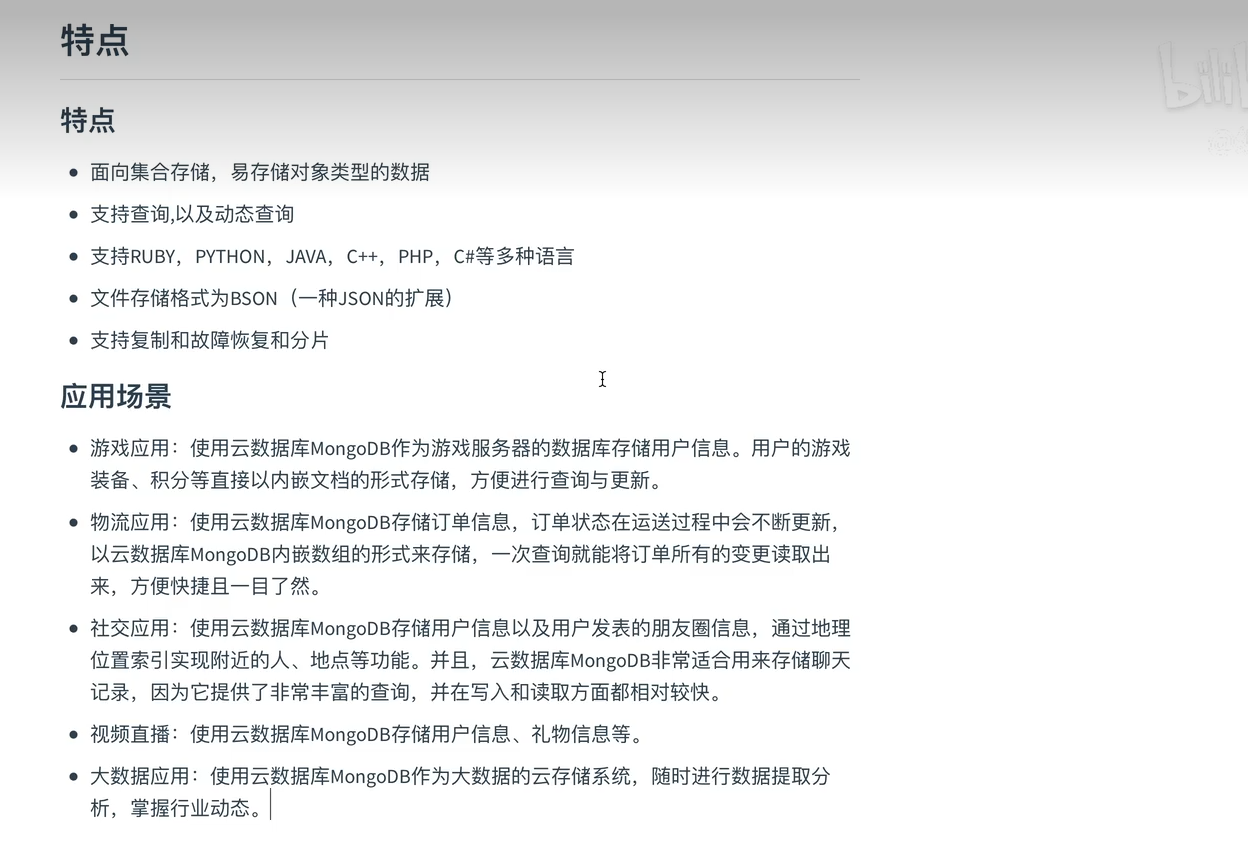 特点
特点
面向集合存储，易存储对象类型的数据
支持查询,以及动态查询
支持RUBY，PYTHON，JAVA，C++，PHP，C#等多种语言
文件存储格式为BSON（一种JSON的扩展）
支持复制和故障恢复和分片
应用场景
游戏应用：使用云数据库MongoDB作为游戏服务器的数据库存储用户信息。用户的游戏
装备、积分等直接以内嵌文档的形式存储，方便进行查询与更新。
物流应用：使用云数据库MongoDB存储订单信息，订单状态在运送过程中会不断更新，
以云数据库MongoDB内嵌数组的形式来存储，一次查询就能将订单所有的变更读取出
来，方便快捷且一目了然。
社交应用：使用云数据库MongoDB存储用户信息以及用户发表的朋友圈信息，通过地理
位置索引实现附近的人、地点等功能。并且，云数据库MongoDB非常适合用来存储聊天
记录，因为它提供了非常丰富的查询，并在写入和读取方面都相对较快。
视频直播：使用云数据库MongoDB存储用户信息、礼物信息等。
大数据应用：使用云数据库MongoDB作为大数据的云存储系统，随时进行数据提取分
析，掌握行业动态。